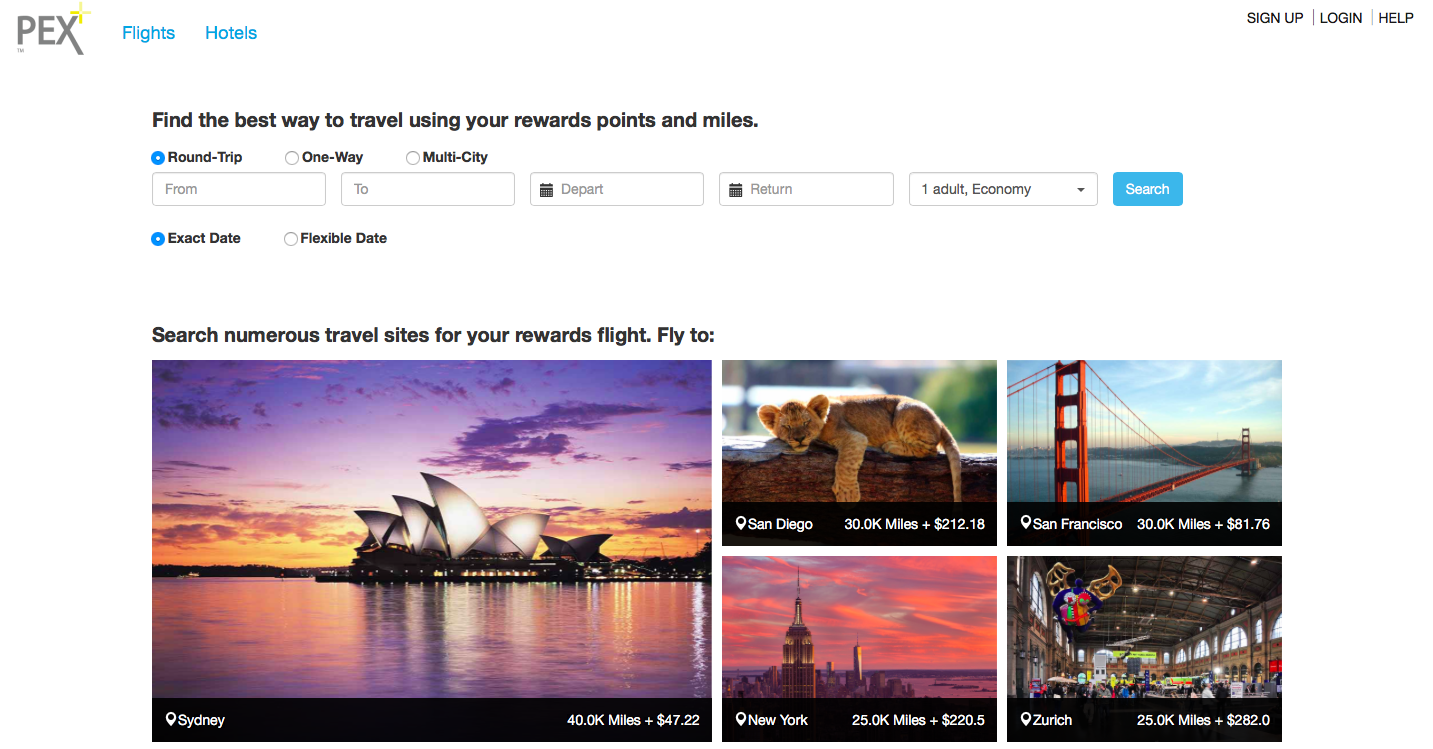 PEX
TM
Flights Hotels
SIGN UP LOGIN HELP
Find the best way to travel using your rewards points and miles.
Round-Trip One-Way Multi-City
From To Depart Return 1 adult, Economy Search
Exact Date Flexible Date
Search numerous travel sites for your rewards flight. Fly to:
San Diego 30.0K Miles + $212.18
San Francisco 30.0K Miles + $81.76
Sydney 40.0K Miles + $47.22
New York 25.0K Miles + $220.5
Zurich 25.0K Miles + $282.0